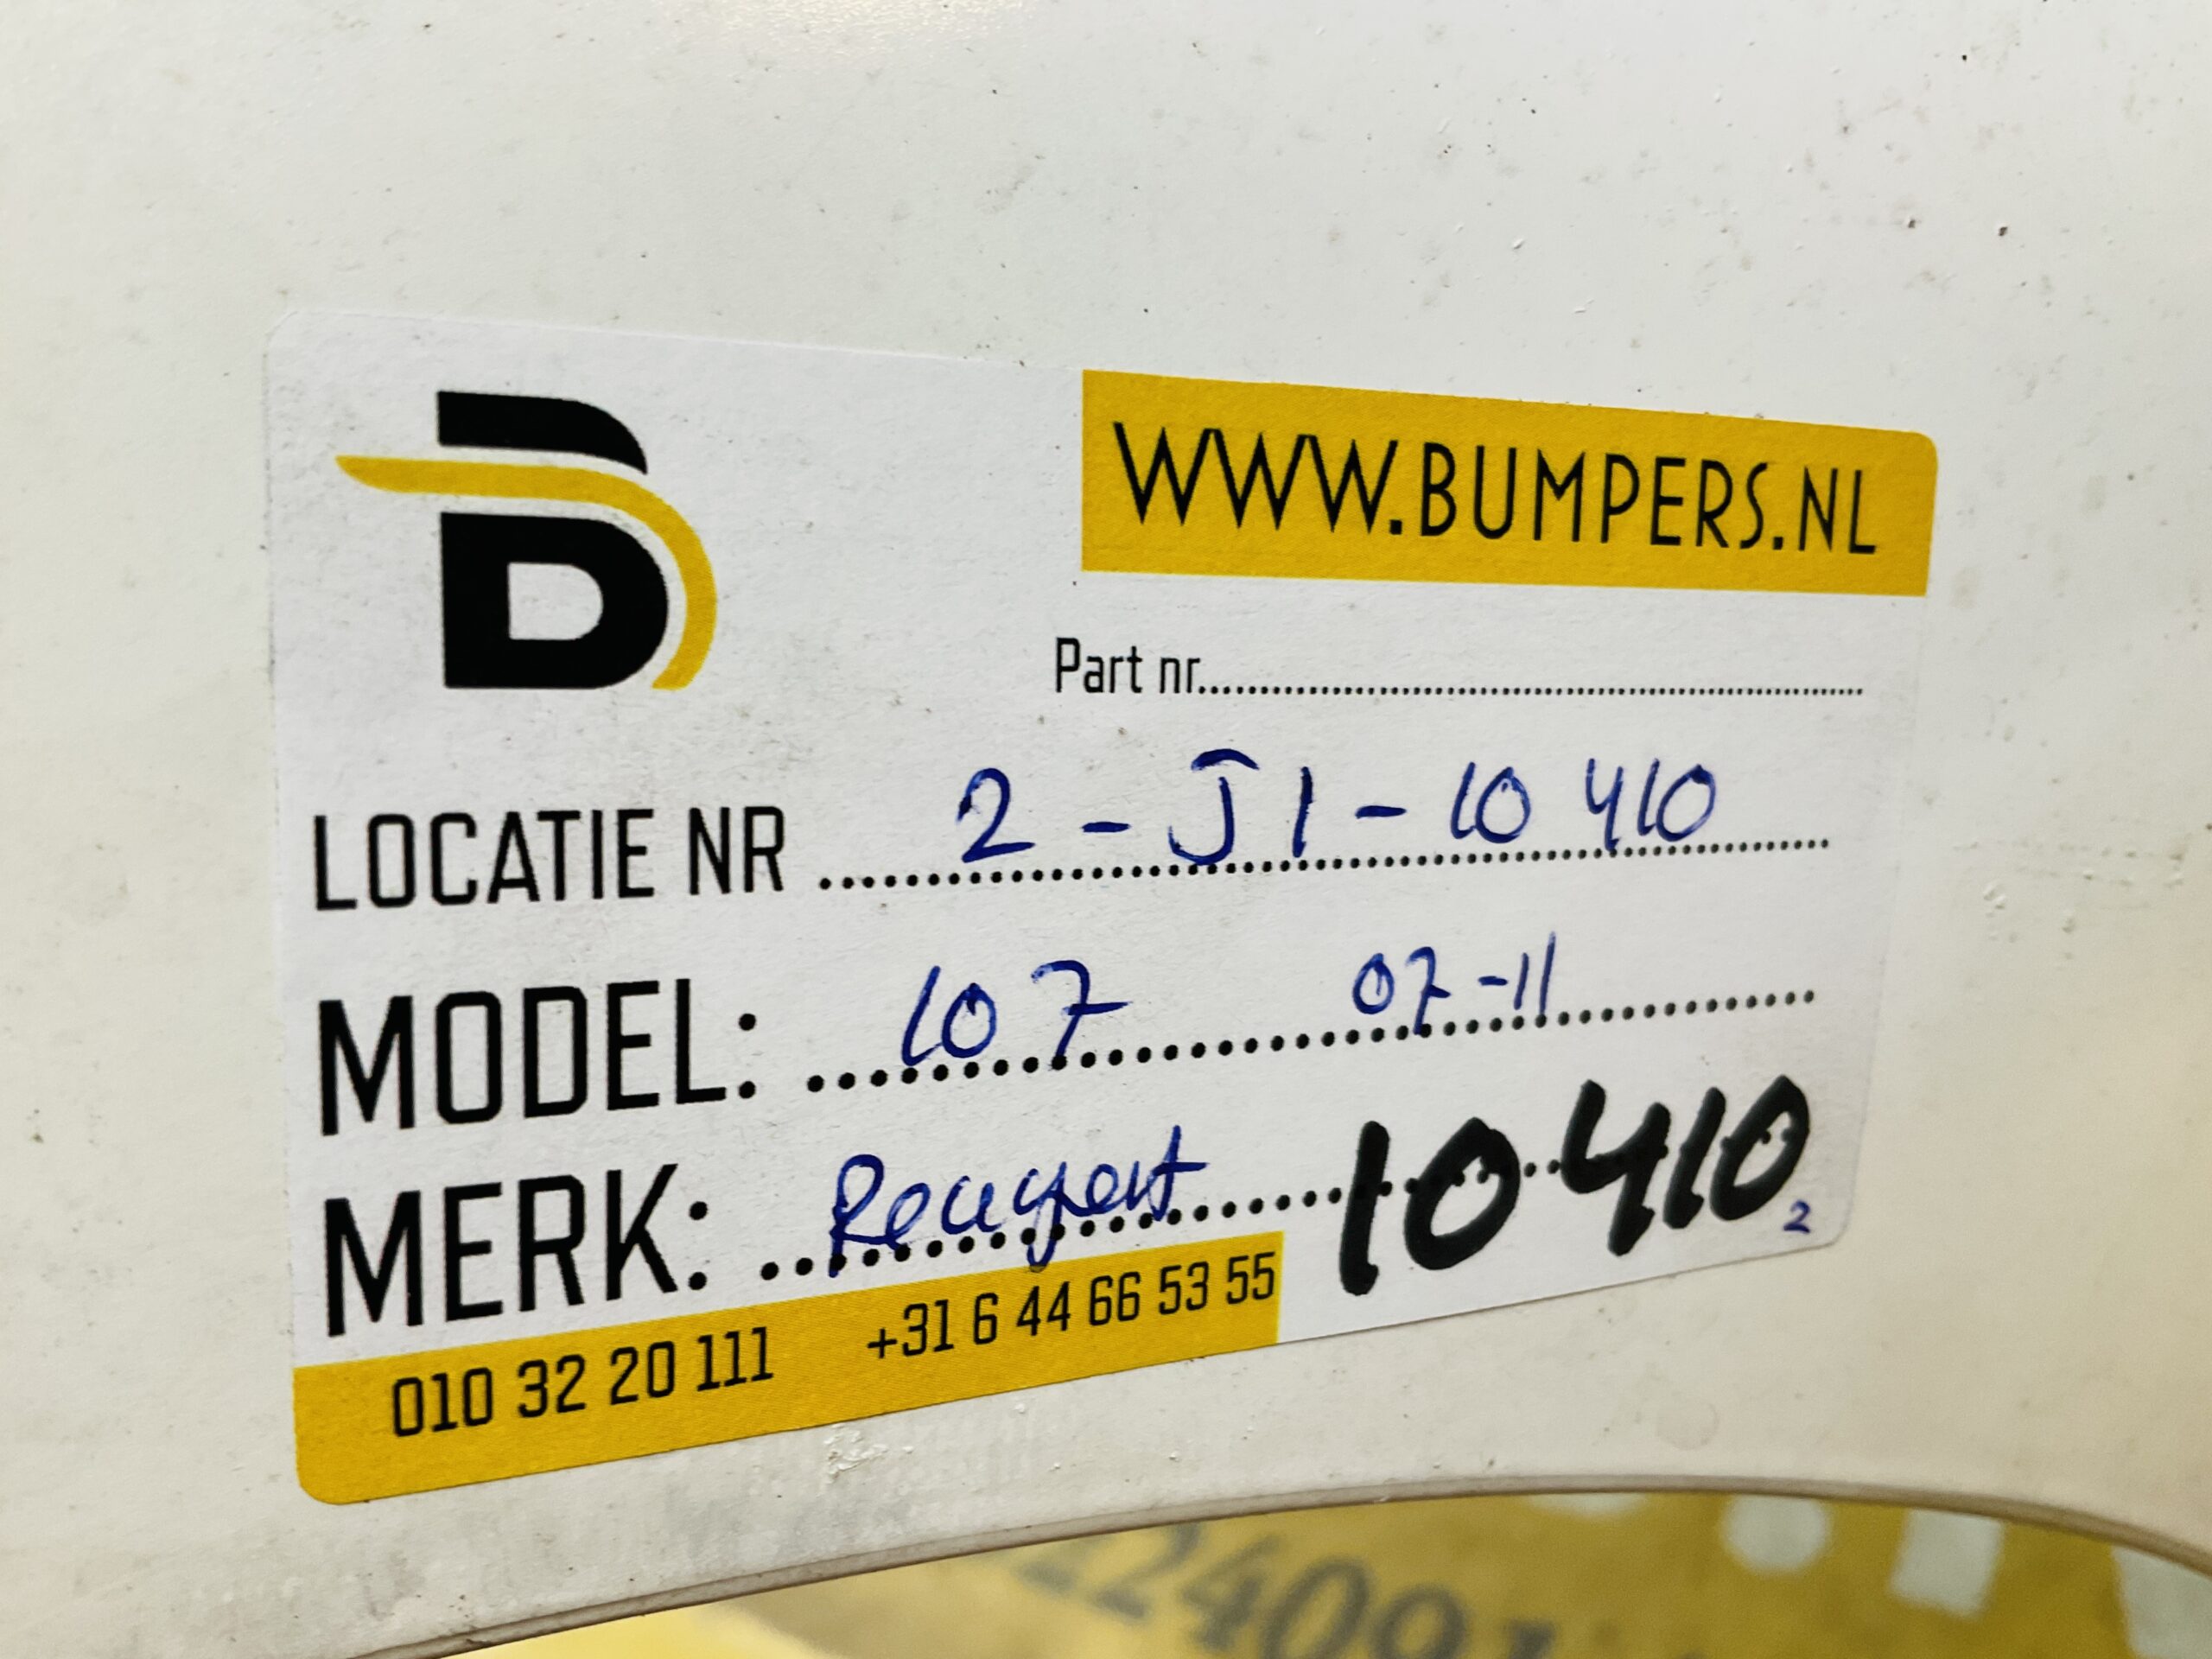 B
WWW.BUMPERS.NL
Part nr..........
LOCATIE NR 2 - J1 - 10 410
MODEL: 107 07-11
MERK: Peugeot 10410
2
010 32 20 111 +31 6 44 66 53 55